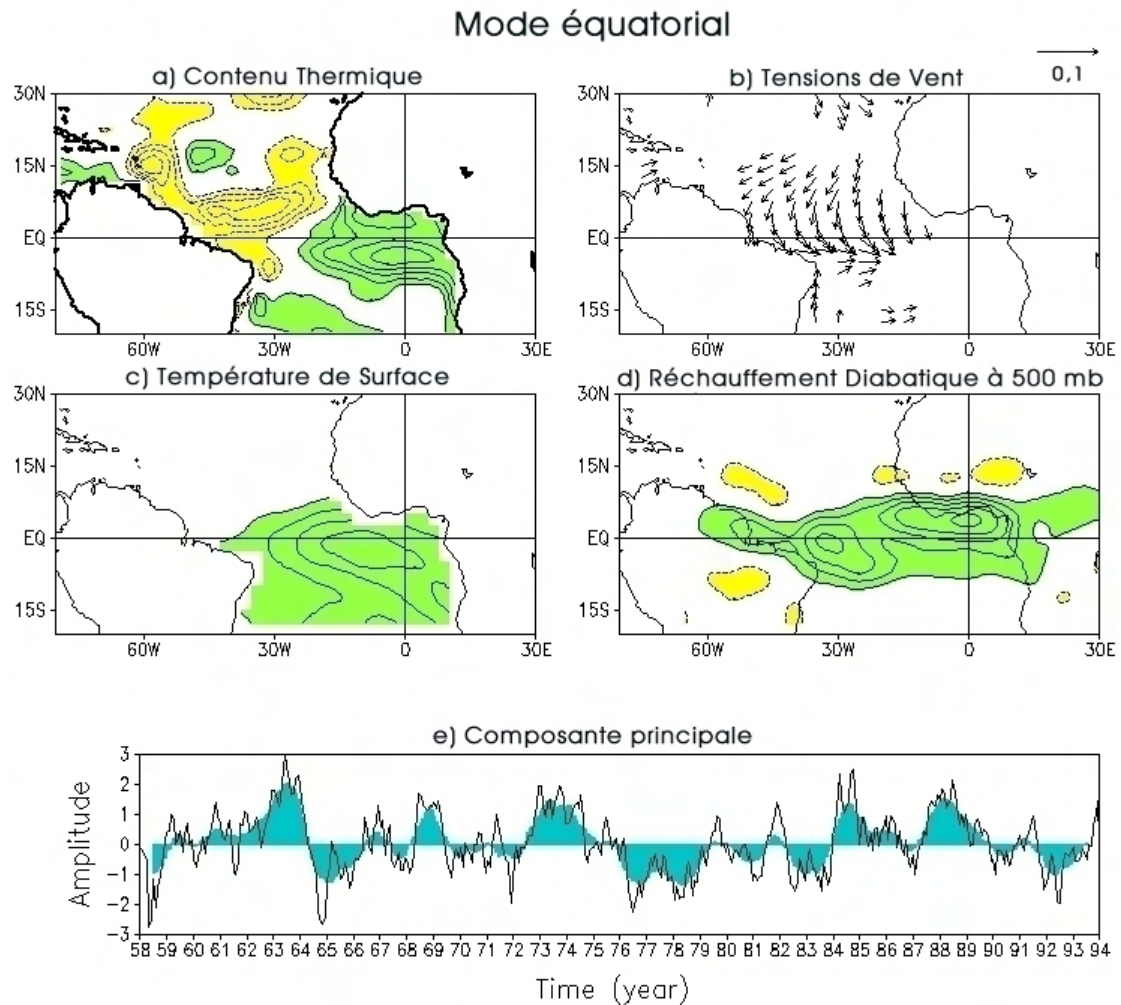 Mode équatorial
a) Contenu Thermique
b) Tensions de Vent
0,1
30N
15N
EQ
15S
60W 30W 0 30E
30N
15N
EQ
15S
60W 30W 0 30E
c) Température de Surface
d) Réchauffement Diabatique à 500 mb
30N
15N
EQ
15S
60W 30W 0 30E
30N
15N
EQ
15S
60W 30W 0 30E
e) Composante principale
Amplitude
3
2
1
0
-1
-2
-3
58 59 60 61 62 63 64 65 66 67 68 69 70 71 72 73 74 75 76 77 78 79 80 81 82 83 84 85 86 87 88 89 90 91 92 93 94
Time (year)